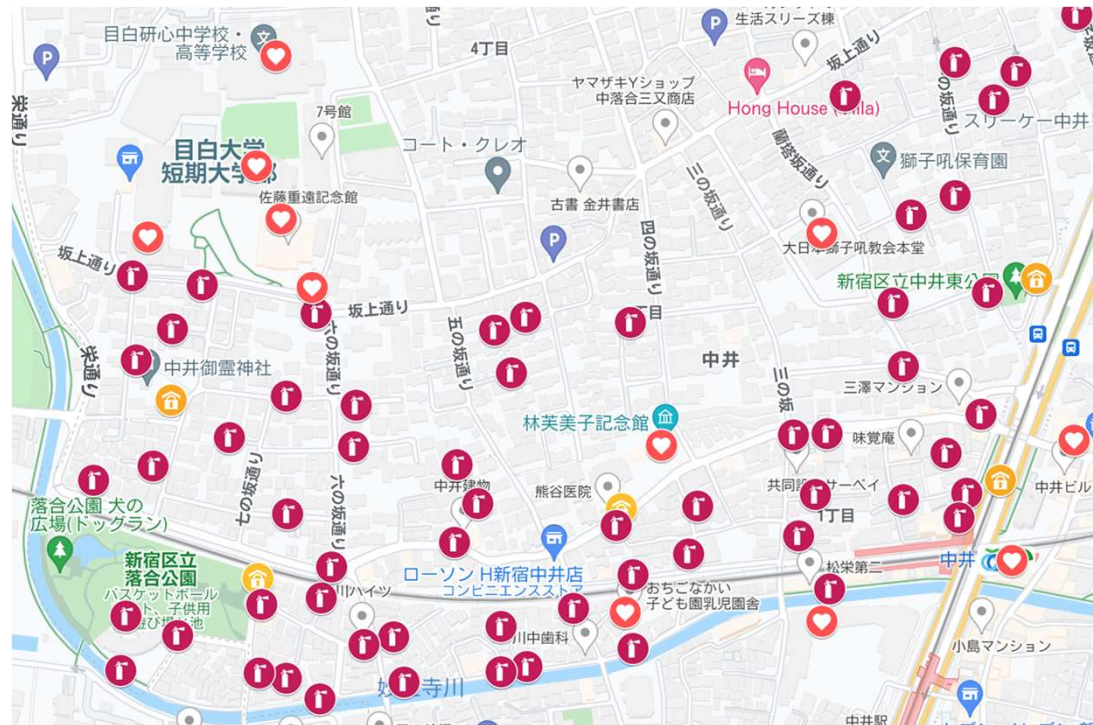 目白研心中学校・
高等学校
4丁目
生活スリーズ棟
坂上通り
ヤマザキYショップ
中落合三又商店
Hong House (Villa)
スリーケー中井
栄通り
7号館
目白大学
短期大学部
コート・クレオ
蘭塔坂通り
獅子吼保育園
佐藤重遠記念館
古書 金井書店
三の坂通り
四の坂通り
大日本獅子吼教会本堂
坂上通り
新宿区立中井東公園
坂上通り
六の坂通り
五の坂通り
栄通り
中井御霊神社
中井
三の坂
三澤マンション
林芙美子記念館
味覚庵
七の坂通り
六の坂通り
中井建物
熊谷医院
中井ビル
落合公園 犬の
広場(ドッグラン)
1丁目
新宿区立
落合公園
バスケットボール
ローソン H新宿中井店
コンビニエンスストア
おちごなかい
子ども園乳児園舎
松栄第二
中井
川中歯科
小島マンション
中井駅